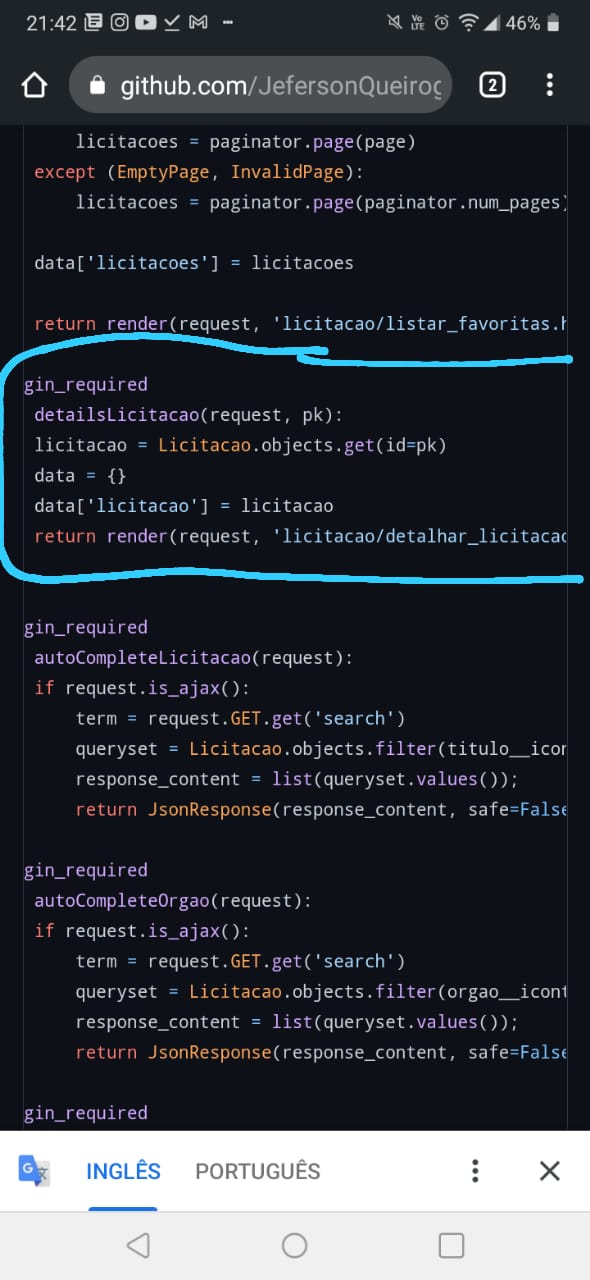 21:42 46%
github.com/JefersonQueirog 2
licitacoes = paginator.page(page)
except (EmptyPage, InvalidPage):
licitacoes = paginator.page(paginator.num_pages)
data['licitacoes'] = licitacoes
return render(request, 'licitacao/listar_favoritas.h
gin_required
detailsLicitacao(request, pk):
licitacao = Licitacao.objects.get(id=pk)
data = {}
data['licitacao'] = licitacao
return render(request, 'licitacao/detalhar_licitacao
gin_required
autoCompleteLicitacao(request):
if request.is_ajax():
term = request.GET.get('search')
queryset = Licitacao.objects.filter(titulo__icon
response_content = list(queryset.values());
return JsonResponse(response_content, safe=False
gin_required
autoCompleteOrgao(request):
if request.is_ajax():
term = request.GET.get('search')
queryset = Licitacao.objects.filter(orgao__icont
response_content = list(queryset.values());
return JsonResponse(response_content, safe=False
gin_required
INGLÊS PORTUGUÊS